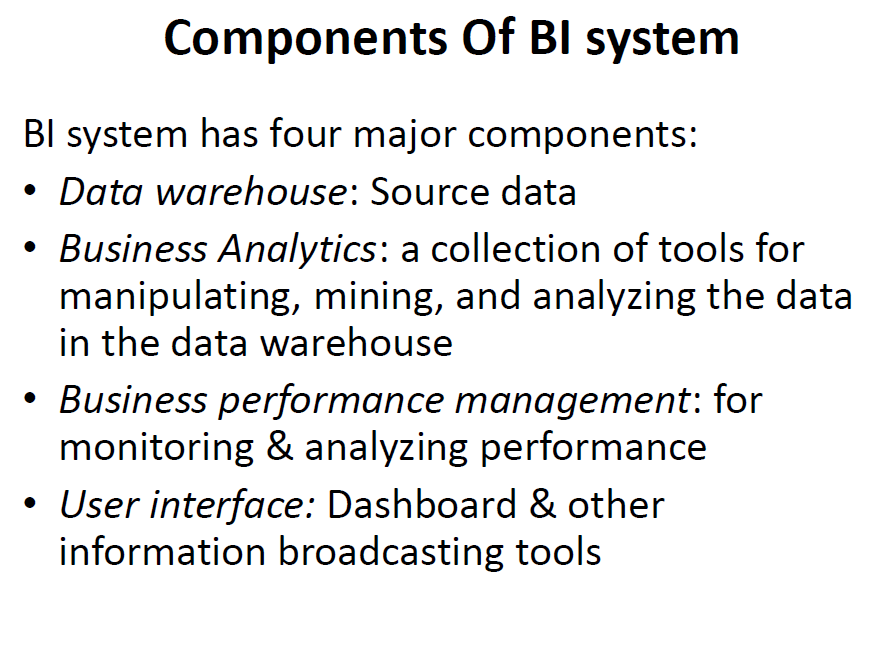 Components Of BI system
BI system has four major components:
• Data warehouse: Source data
• Business Analytics: a collection of tools for
manipulating, mining, and analyzing the data
in the data warehouse
• Business performance management: for
monitoring & analyzing performance
• User interface: Dashboard & other
information broadcasting tools